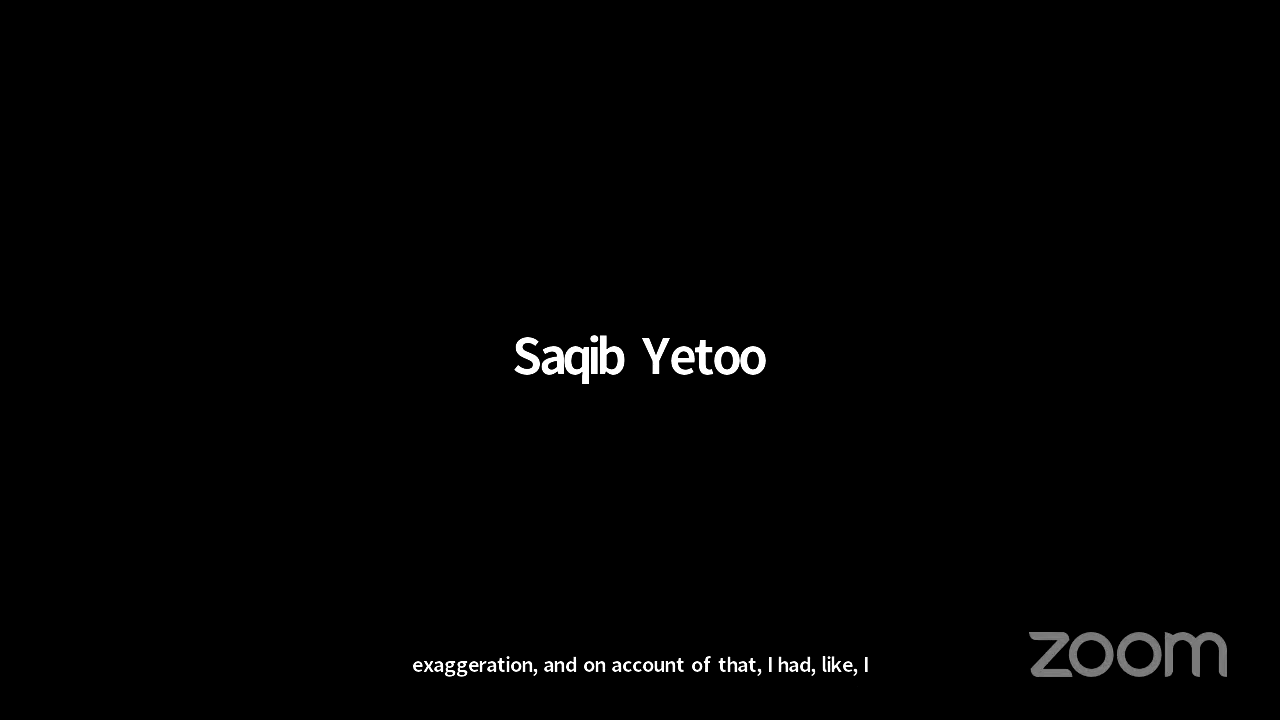 Saqib Yetoo
exaggeration, and on account of that, I had, like, I
zoom